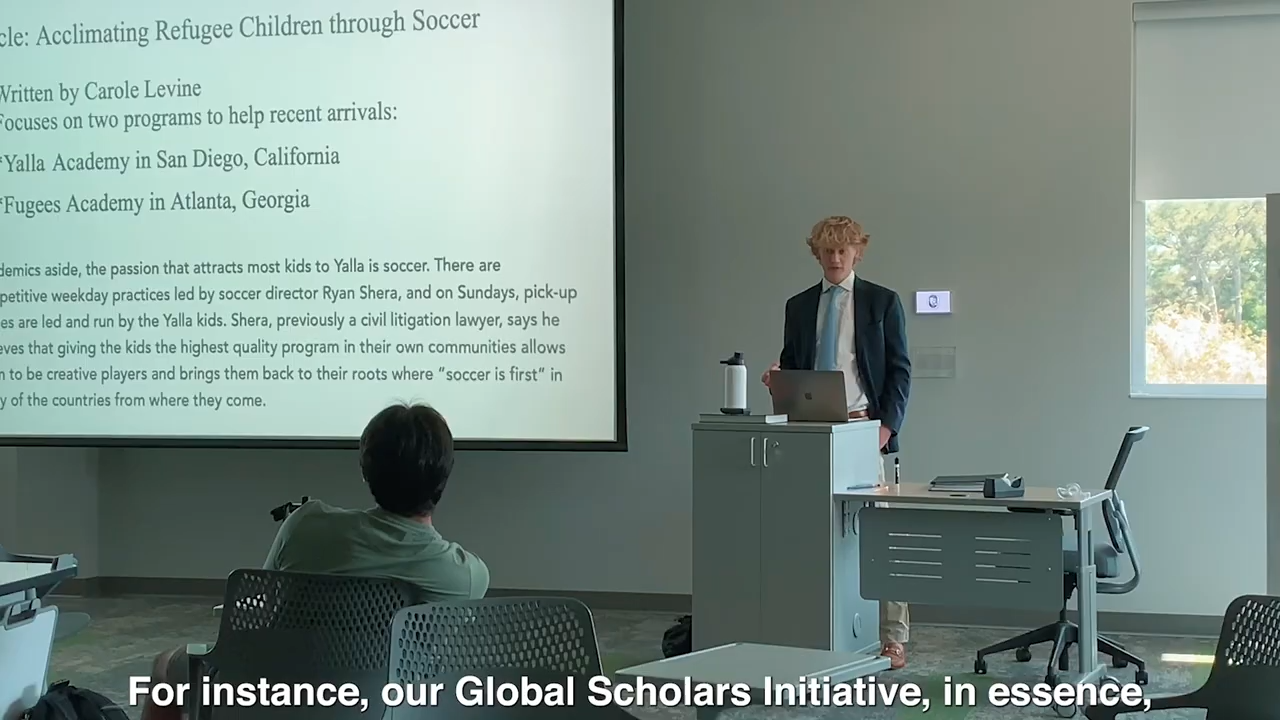 cle: Acclimating Refugee Children through Soccer
Written by Carole Levine
Focuses on two programs to help recent arrivals:
*Yalla Academy in San Diego, California
*Fugees Academy in Atlanta, Georgia
demics aside, the passion that attracts most kids to Yalla is soccer. There are
petitive weekday practices led by soccer director Ryan Shera, and on Sundays, pick-up
es are led and run by the Yalla kids. Shera, previously a civil litigation lawyer, says he
eves that giving the kids the highest quality program in their own communities allows
n to be creative players and brings them back to their roots where “soccer is first” in
y of the countries from where they come.
For instance, our Global Scholars Initiative, in essence,